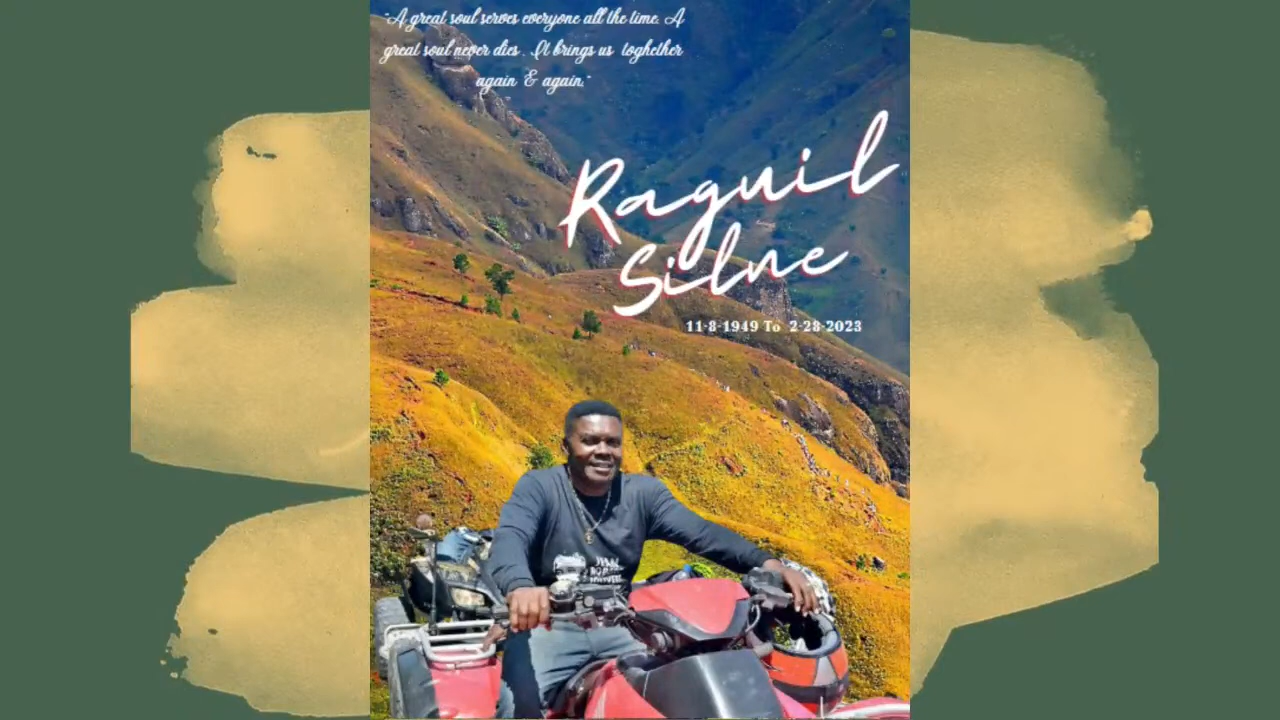 "A great soul serves everyone all the time. A
great soul never dies. It brings us toghether
again & again."
Raguil
Silne
11-8-1949 To 2-28-2023